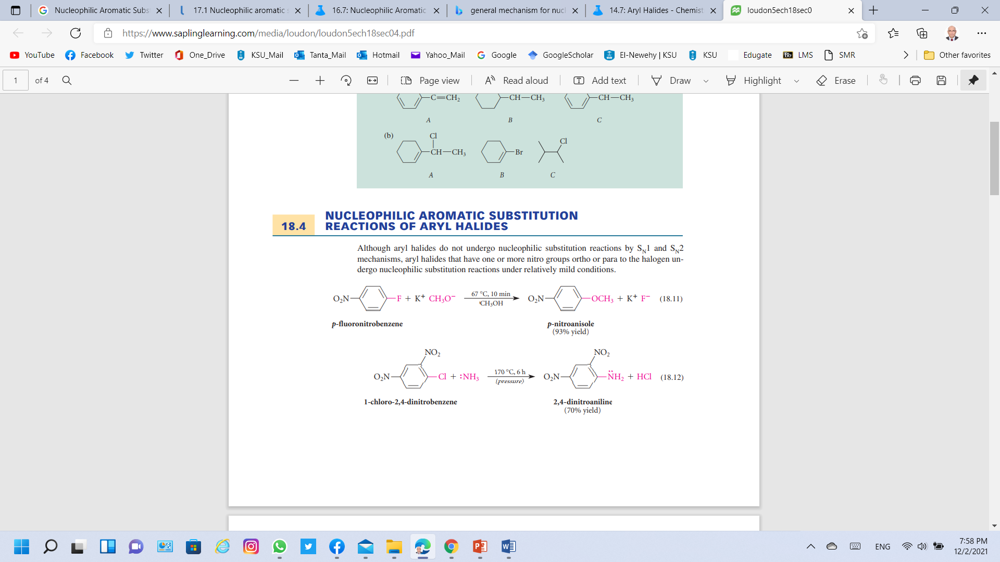 Nucleophilic Aromatic Subs
17.1 Nucleophilic aromatic s
16.7: Nucleophilic Aromatic
general mechanism for nucl
14.7: Aryl Halides - Chemist
loudon5ech18sec0
https://www.saplinglearning.com/media/loudon/loudon5ech18sec04.pdf
YouTube Facebook Twitter One_Drive KSU_Mail Tanta_Mail Hotmail Yahoo_Mail Google GoogleScholar El-Newehy | KSU KSU Edugate Bb LMS SMR Other favorites
1 of 4 Page view Read aloud Add text Draw Highlight Erase
C=CH₂ CH—CH₃ CH—CH₃
A B C
(b) Cl Cl
CH—CH₃ Br
A B C
18.4 NUCLEOPHILIC AROMATIC SUBSTITUTION
REACTIONS OF ARYL HALIDES
Although aryl halides do not undergo nucleophilic substitution reactions by SN1 and SN2
mechanisms, aryl halides that have one or more nitro groups ortho or para to the halogen un-
dergo nucleophilic substitution reactions under relatively mild conditions.
67 °C, 10 min
O₂N F + K⁺ CH₃O⁻ O₂N OCH₃ + K⁺ F⁻ (18.11)
CH₃OH
p-fluoronitrobenzene p-nitroanisole
(93% yield)
NO₂ NO₂
170 °C, 6 h
O₂N Cl + :NH₃ O₂N N̈H₂ + HCl (18.12)
(pressure)
1-chloro-2,4-dinitrobenzene 2,4-dinitroaniline
(70% yield)
ENG 7:58 PM
12/2/2021